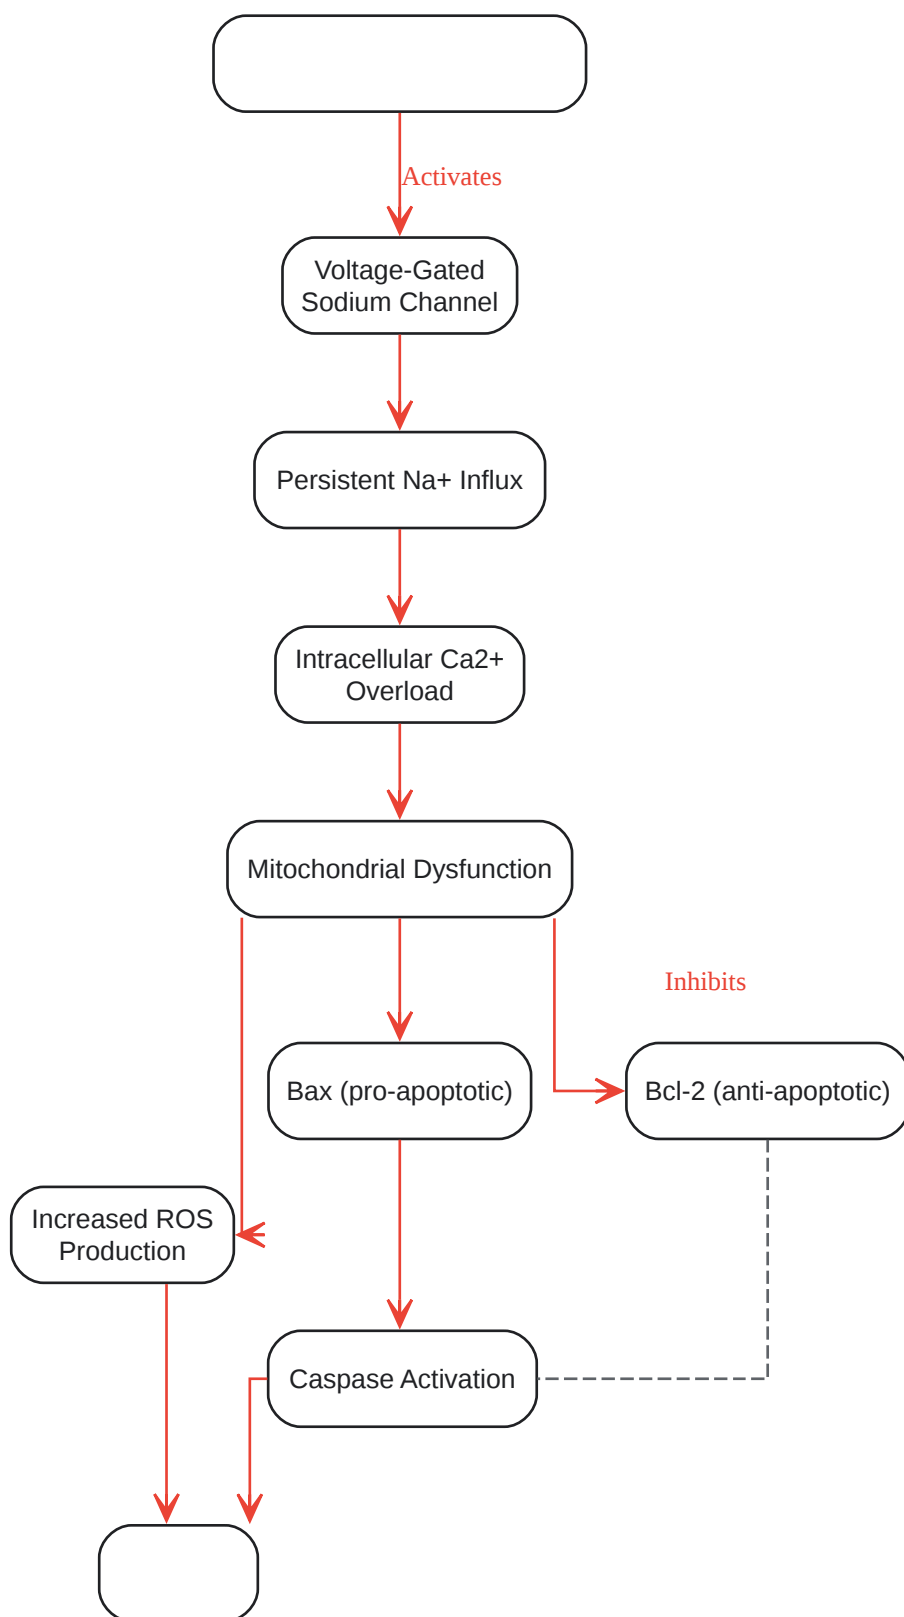 Activates
Voltage-Gated
Sodium Channel
Persistent Na+ Influx
Intracellular Ca2+
Overload
Mitochondrial Dysfunction
Inhibits
Bax (pro-apoptotic)
Bcl-2 (anti-apoptotic)
Increased ROS
Production
Caspase Activation